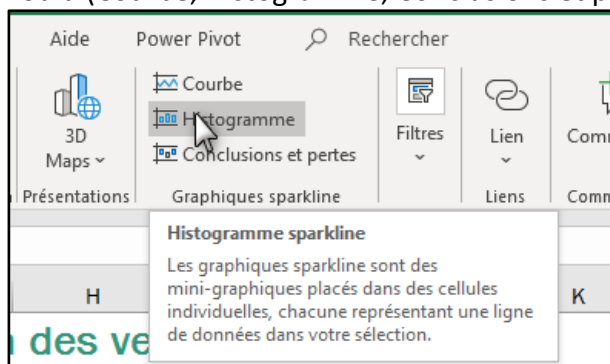 Aide Power Pivot Rechercher
Courbe
Histogramme
Conclusions et pertes
3D
Maps
Filtres
Lien
Comm
Présentations Graphiques sparkline Liens Comm
Histogramme sparkline
Les graphiques sparkline sont des
mini-graphiques placés dans des cellules
individuelles, chacune représentant une ligne
de données dans votre sélection.
H K
des ve